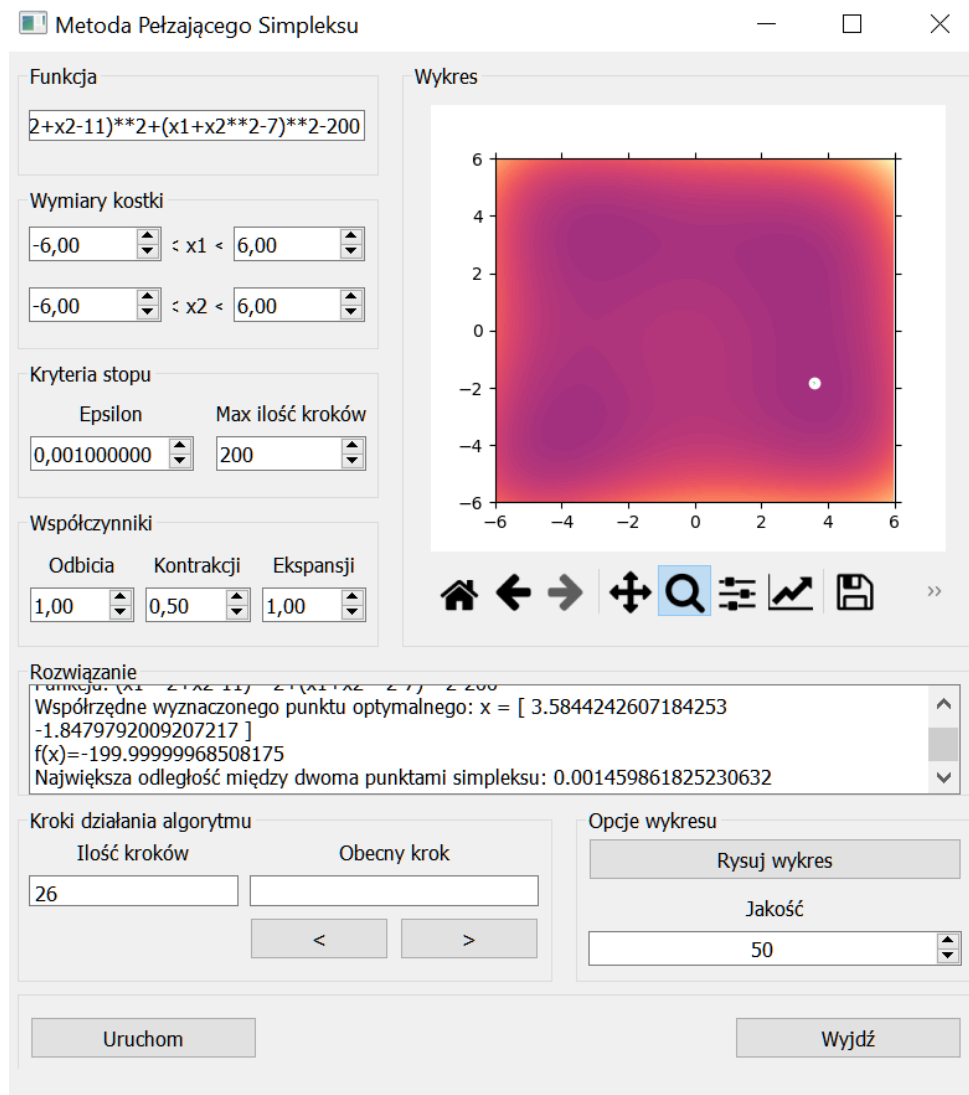 Metoda Pełzającego Simpleksu
Funkcja
2+x2-11)**2+(x1+x2**2-7)**2-200
Wymiary kostki
-6,00 < x1 < 6,00
-6,00 < x2 < 6,00
Kryteria stopu
Epsilon Max ilość kroków
0,001000000 200
Współczynniki
Odbicia Kontrakcji Ekspansji
1,00 0,50 1,00
Wykres
6
4
2
0
−2
−4
−6
−6 −4 −2 0 2 4 6
Rozwiązanie
Współrzędne wyznaczonego punktu optymalnego: x = [ 3.5844242607184253
-1.8479792009207217 ]
f(x)=-199.99999968508175
Największa odległość między dwoma punktami simpleksu: 0.001459861825230632
Kroki działania algorytmu
Ilość kroków Obecny krok
26
< >
Opcje wykresu
Rysuj wykres
Jakość
50
Uruchom
Wyjdź